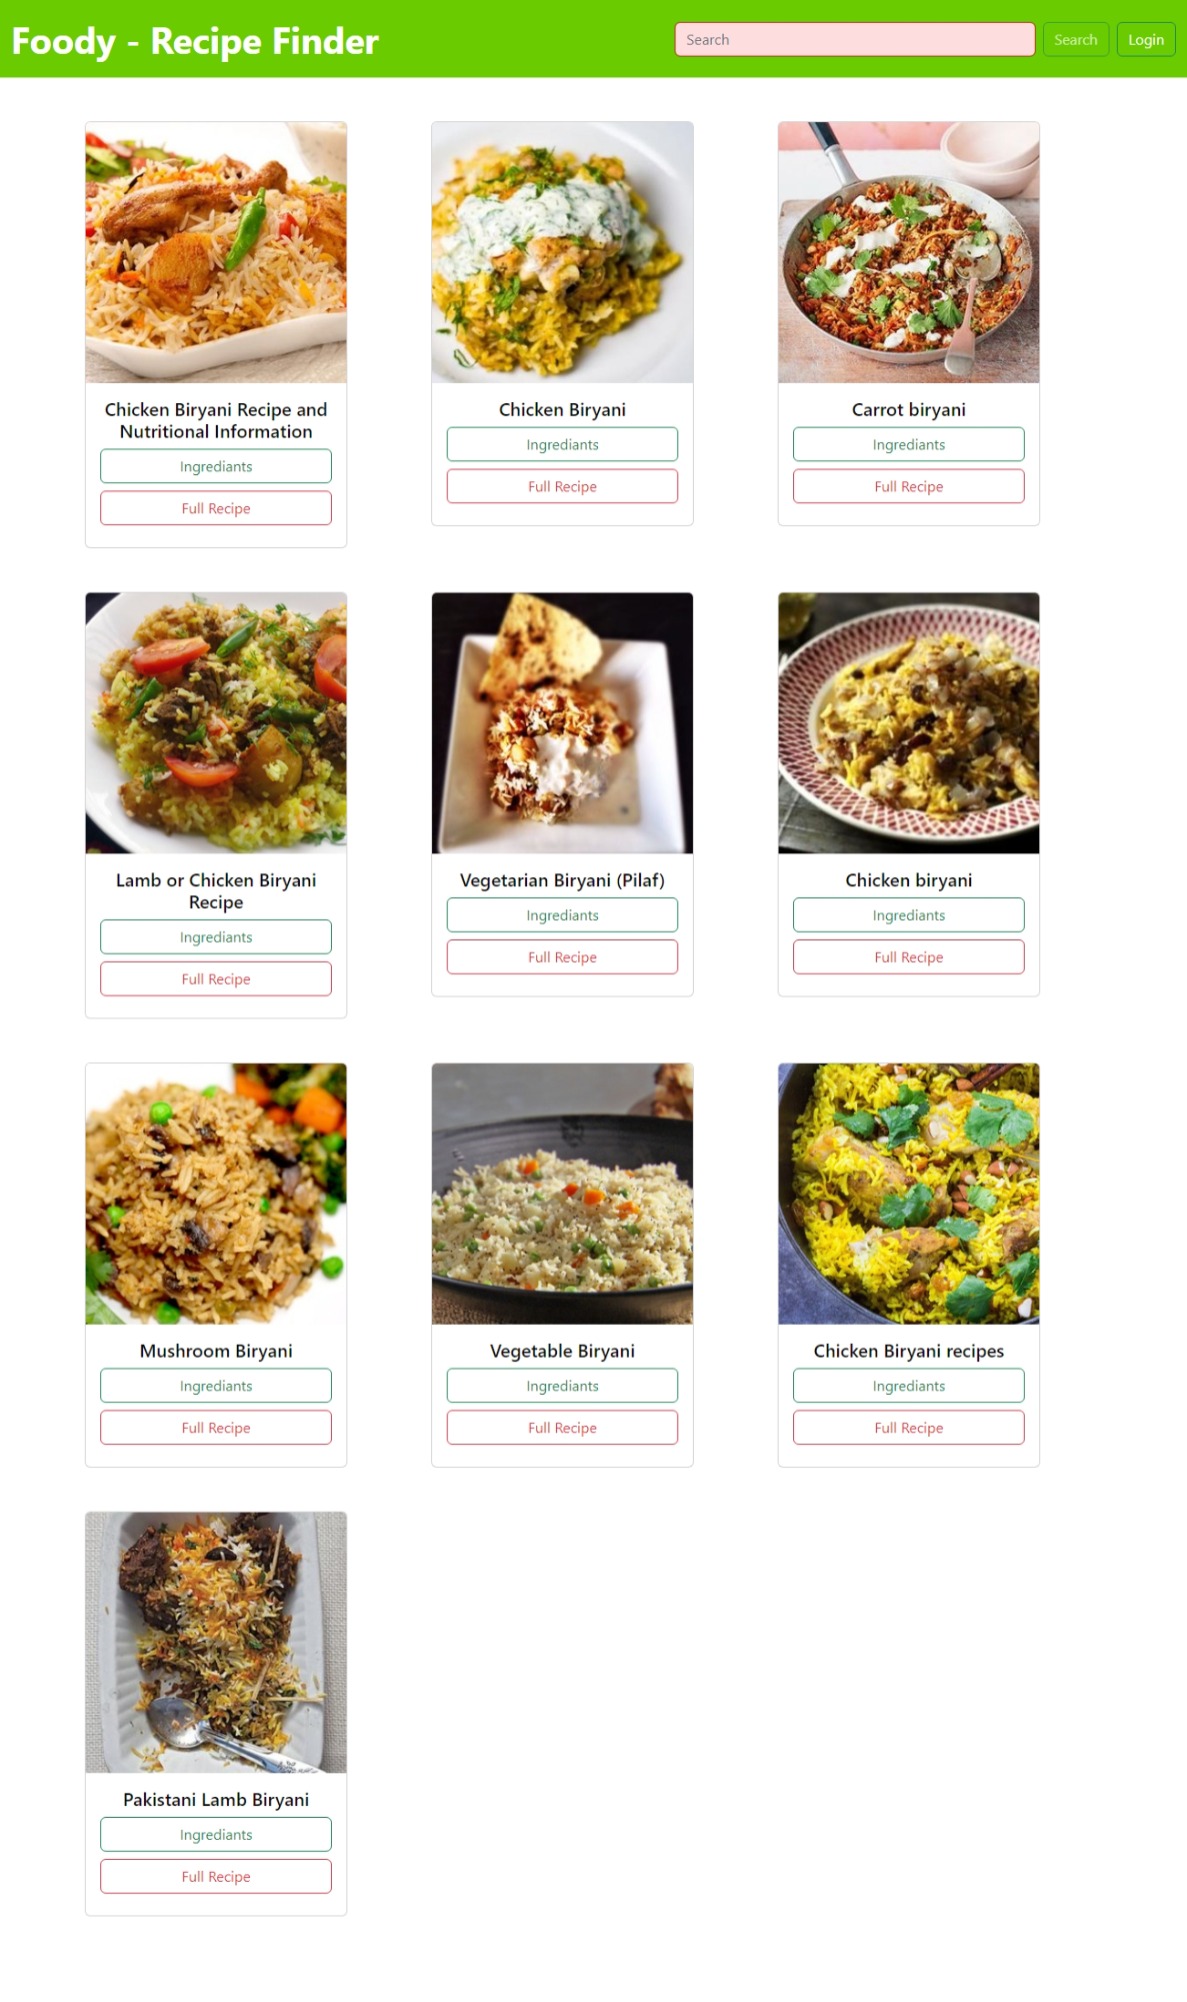 Foody - Recipe Finder
Search
Search
Login
Chicken Biryani Recipe and
Nutritional Information
Ingrediants
Full Recipe
Chicken Biryani
Ingrediants
Full Recipe
Carrot biryani
Ingrediants
Full Recipe
Lamb or Chicken Biryani
Recipe
Ingrediants
Full Recipe
Vegetarian Biryani (Pilaf)
Ingrediants
Full Recipe
Chicken biryani
Ingrediants
Full Recipe
Mushroom Biryani
Ingrediants
Full Recipe
Vegetable Biryani
Ingrediants
Full Recipe
Chicken Biryani recipes
Ingrediants
Full Recipe
Pakistani Lamb Biryani
Ingrediants
Full Recipe